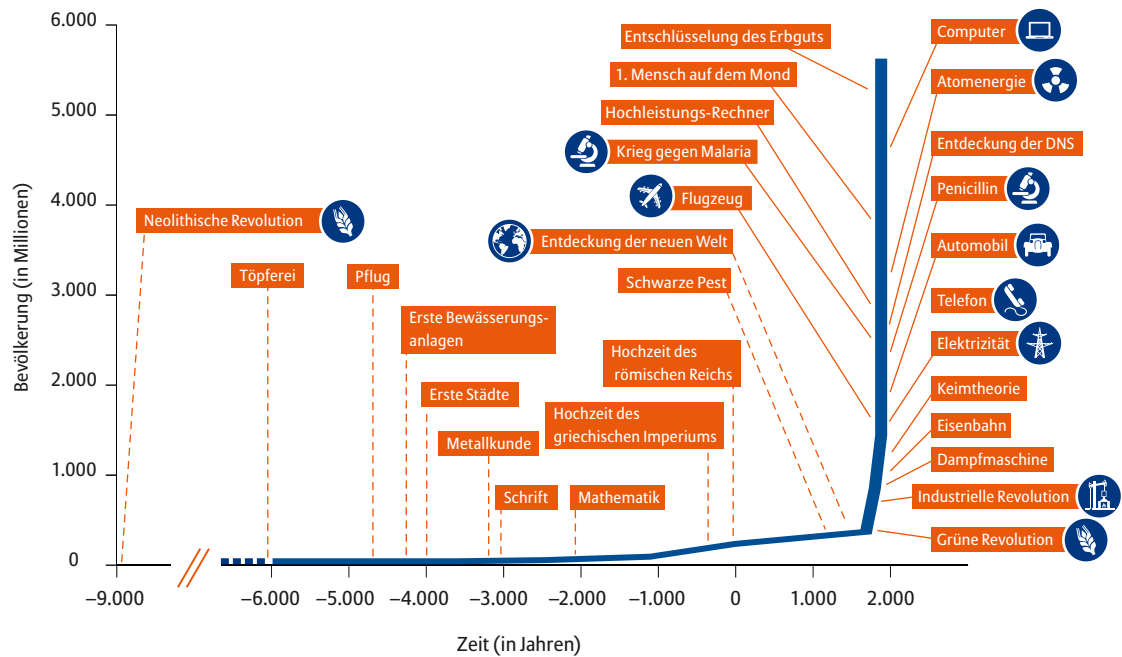 6.000
5.000
4.000
3.000
2.000
1.000
0
Bevölkerung (in Millionen)
Entschlüsselung des Erbguts
1. Mensch auf dem Mond
Hochleistungs-Rechner
Krieg gegen Malaria
Flugzeug
Entdeckung der neuen Welt
Schwarze Pest
Neolithische Revolution
Töpferei
Pflug
Erste Bewässerungs-
anlagen
Erste Städte
Metallkunde
Schrift
Mathematik
Hochzeit des
griechischen Imperiums
Hochzeit des
römischen Reichs
Computer
Atomenergie
Entdeckung der DNS
Penicillin
Automobil
Telefon
Elektrizität
Keimtheorie
Eisenbahn
Dampfmaschine
Industrielle Revolution
Grüne Revolution
–9.000
–6.000
–5.000
–4.000
–3.000
–2.000
–1.000
0
1.000
2.000
Zeit (in Jahren)